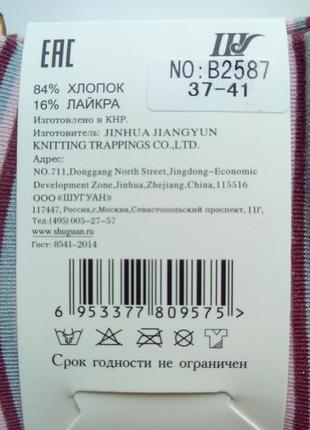 EAC
NO:B2587
37-41
84% ХЛОПОК
16% ЛАЙКРА
Изготовлено в КНР.
Изготовитель: JINHUA JIANGYUN
KNITTING TRAPPINGS CO.,LTD.
Адрес:
NO.711,Donggang North Street,Jingdong-Economic
Development Zone,Jinhua,Zhejiang,China,115516
ООО «ШУГУАН»
117447, Россия,г,Москва,Севастопольский проспект, 11Г,
Тел.(495) 005-27-57
www.shuguan.ru
Гост: 8541-2014
6 953377 809575 >
Срок годности не ограничен